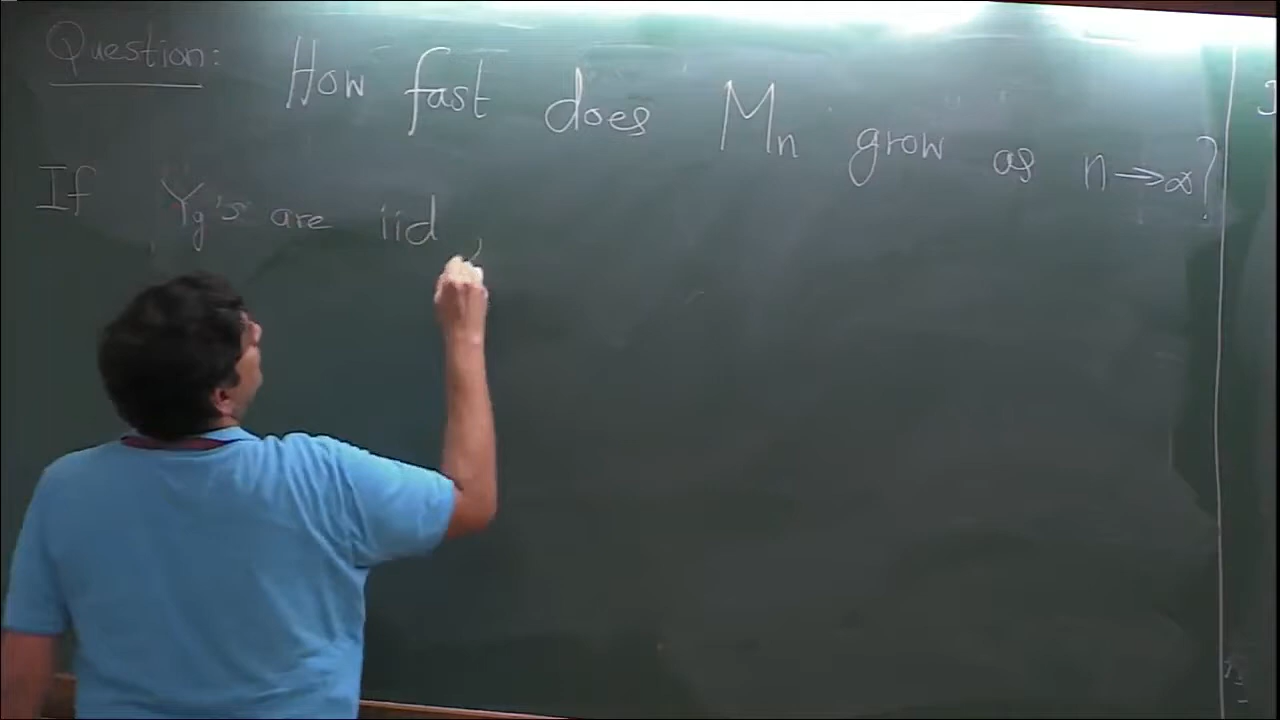 Question: How fast does Mn grow as n→∞?
If Yg's are iid,